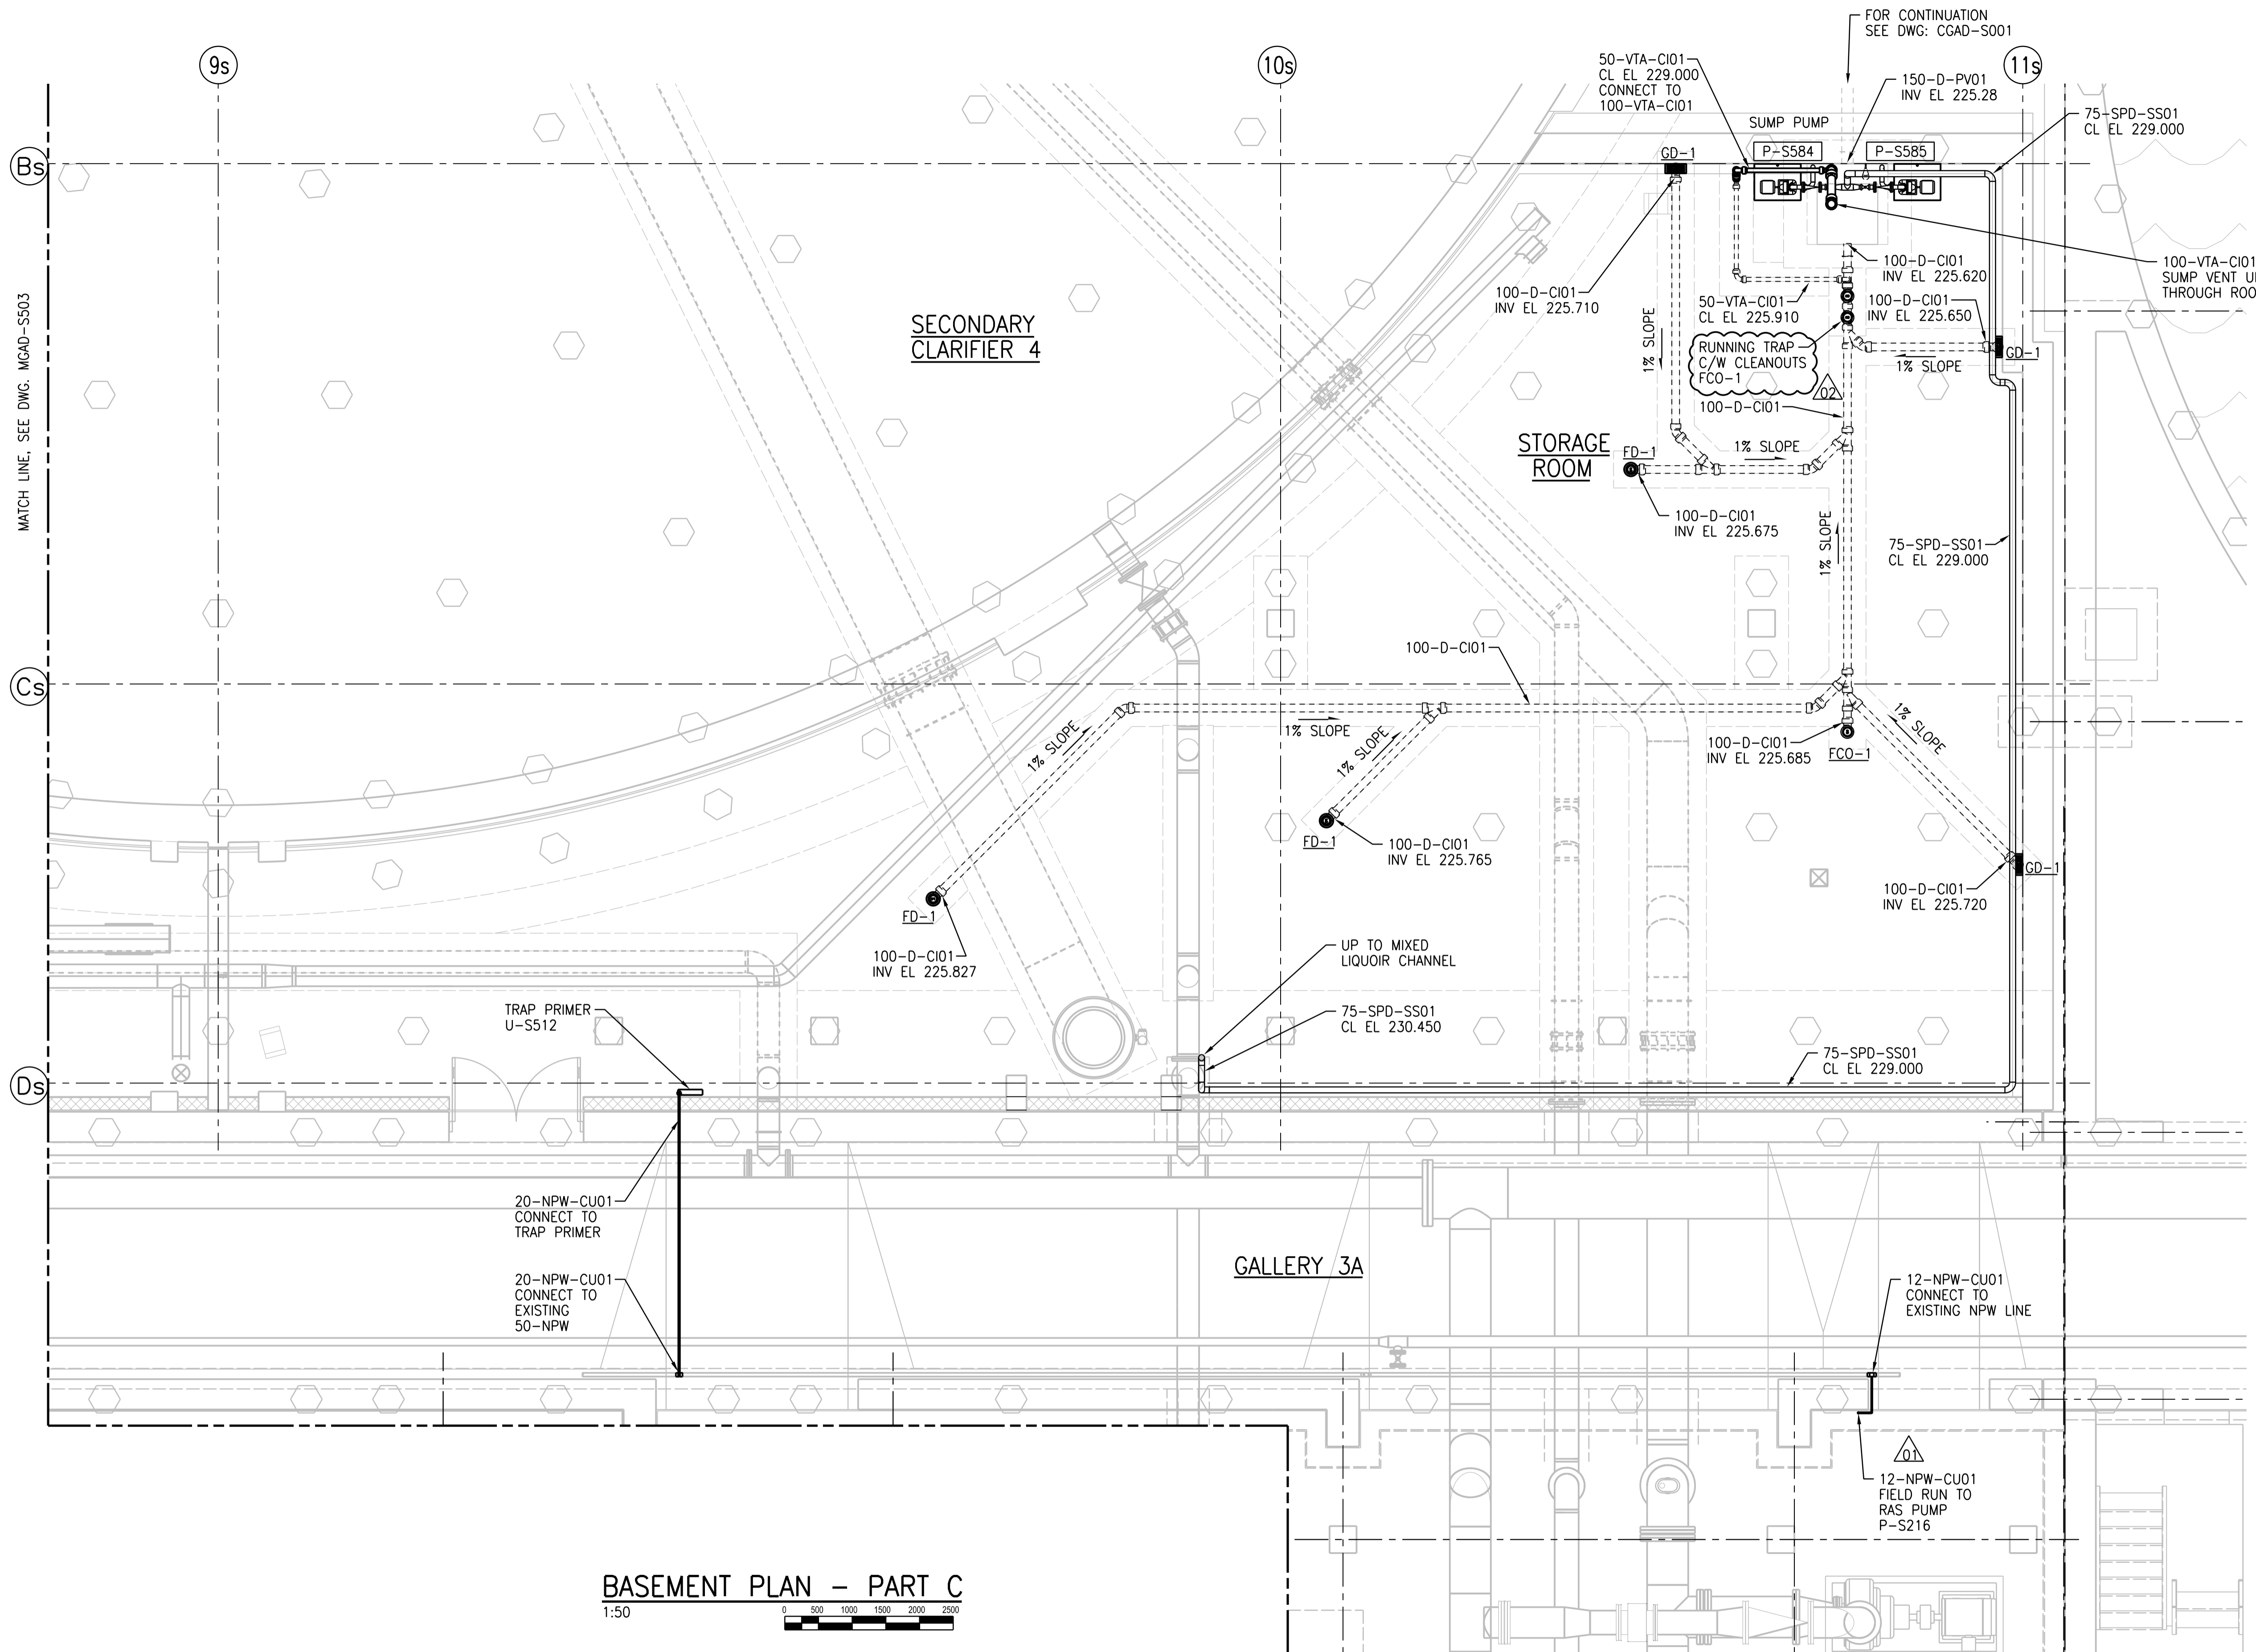 FOR CONTINUATION
SEE DWG: CGAD-S001
9s
10s
11s
50-VTA-CI01
CL EL 229.000
CONNECT TO
100-VTA-CI01
150-D-PV01
INV EL 225.28
75-SPD-SS01
CL EL 229.000
SUMP PUMP
Bs
GD-1
P-S584
P-S585
100-D-CI01
INV EL 225.710
100-D-CI01
INV EL 225.620
100-VTA-CI01
SUMP VENT U
THROUGH ROO
50-VTA-CI01
CL EL 225.910
100-D-CI01
INV EL 225.650
MATCH LINE, SEE DWG. MGAD-S503
SECONDARY
CLARIFIER 4
1% SLOPE
RUNNING TRAP
C/W CLEANOUTS
FCO-1
02
1% SLOPE
GD-1
100-D-CI01
STORAGE
ROOM
FD-1
1% SLOPE
100-D-CI01
INV EL 225.675
1% SLOPE
75-SPD-SS01
CL EL 229.000
Cs
100-D-CI01
1% SLOPE
1% SLOPE
1% SLOPE
100-D-CI01
INV EL 225.685
FCO-1
1% SLOPE
FD-1
100-D-CI01
INV EL 225.765
GD-1
100-D-CI01
INV EL 225.720
FD-1
100-D-CI01
INV EL 225.827
UP TO MIXED
LIQUOIR CHANNEL
TRAP PRIMER
U-S512
75-SPD-SS01
CL EL 230.450
75-SPD-SS01
CL EL 229.000
Ds
20-NPW-CU01
CONNECT TO
TRAP PRIMER
GALLERY 3A
20-NPW-CU01
CONNECT TO
EXISTING
50-NPW
12-NPW-CU01
CONNECT TO
EXISTING NPW LINE
01
12-NPW-CU01
FIELD RUN TO
RAS PUMP
P-S216
BASEMENT PLAN - PART C
1:50
0 500 1000 1500 2000 2500